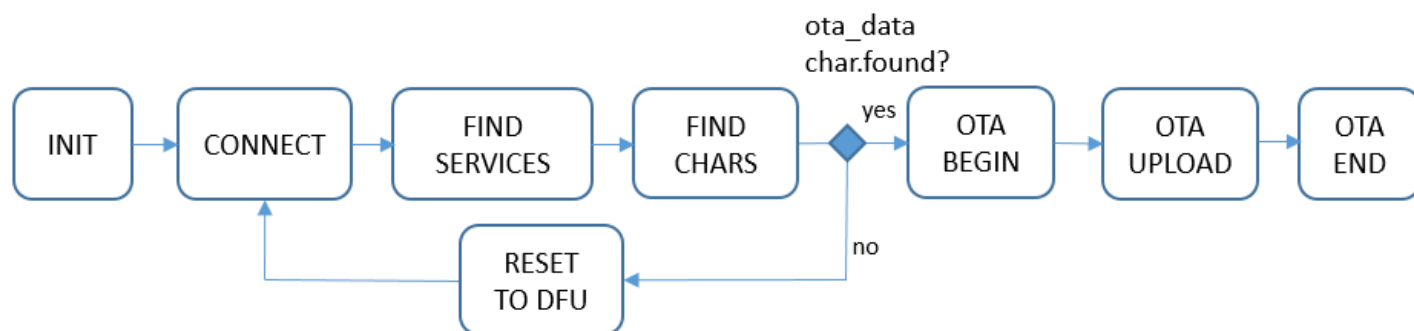 ota_data
char.found?
INIT
CONNECT
FIND
SERVICES
FIND
CHARS
yes
OTA
BEGIN
OTA
UPLOAD
OTA
END
no
RESET
TO DFU